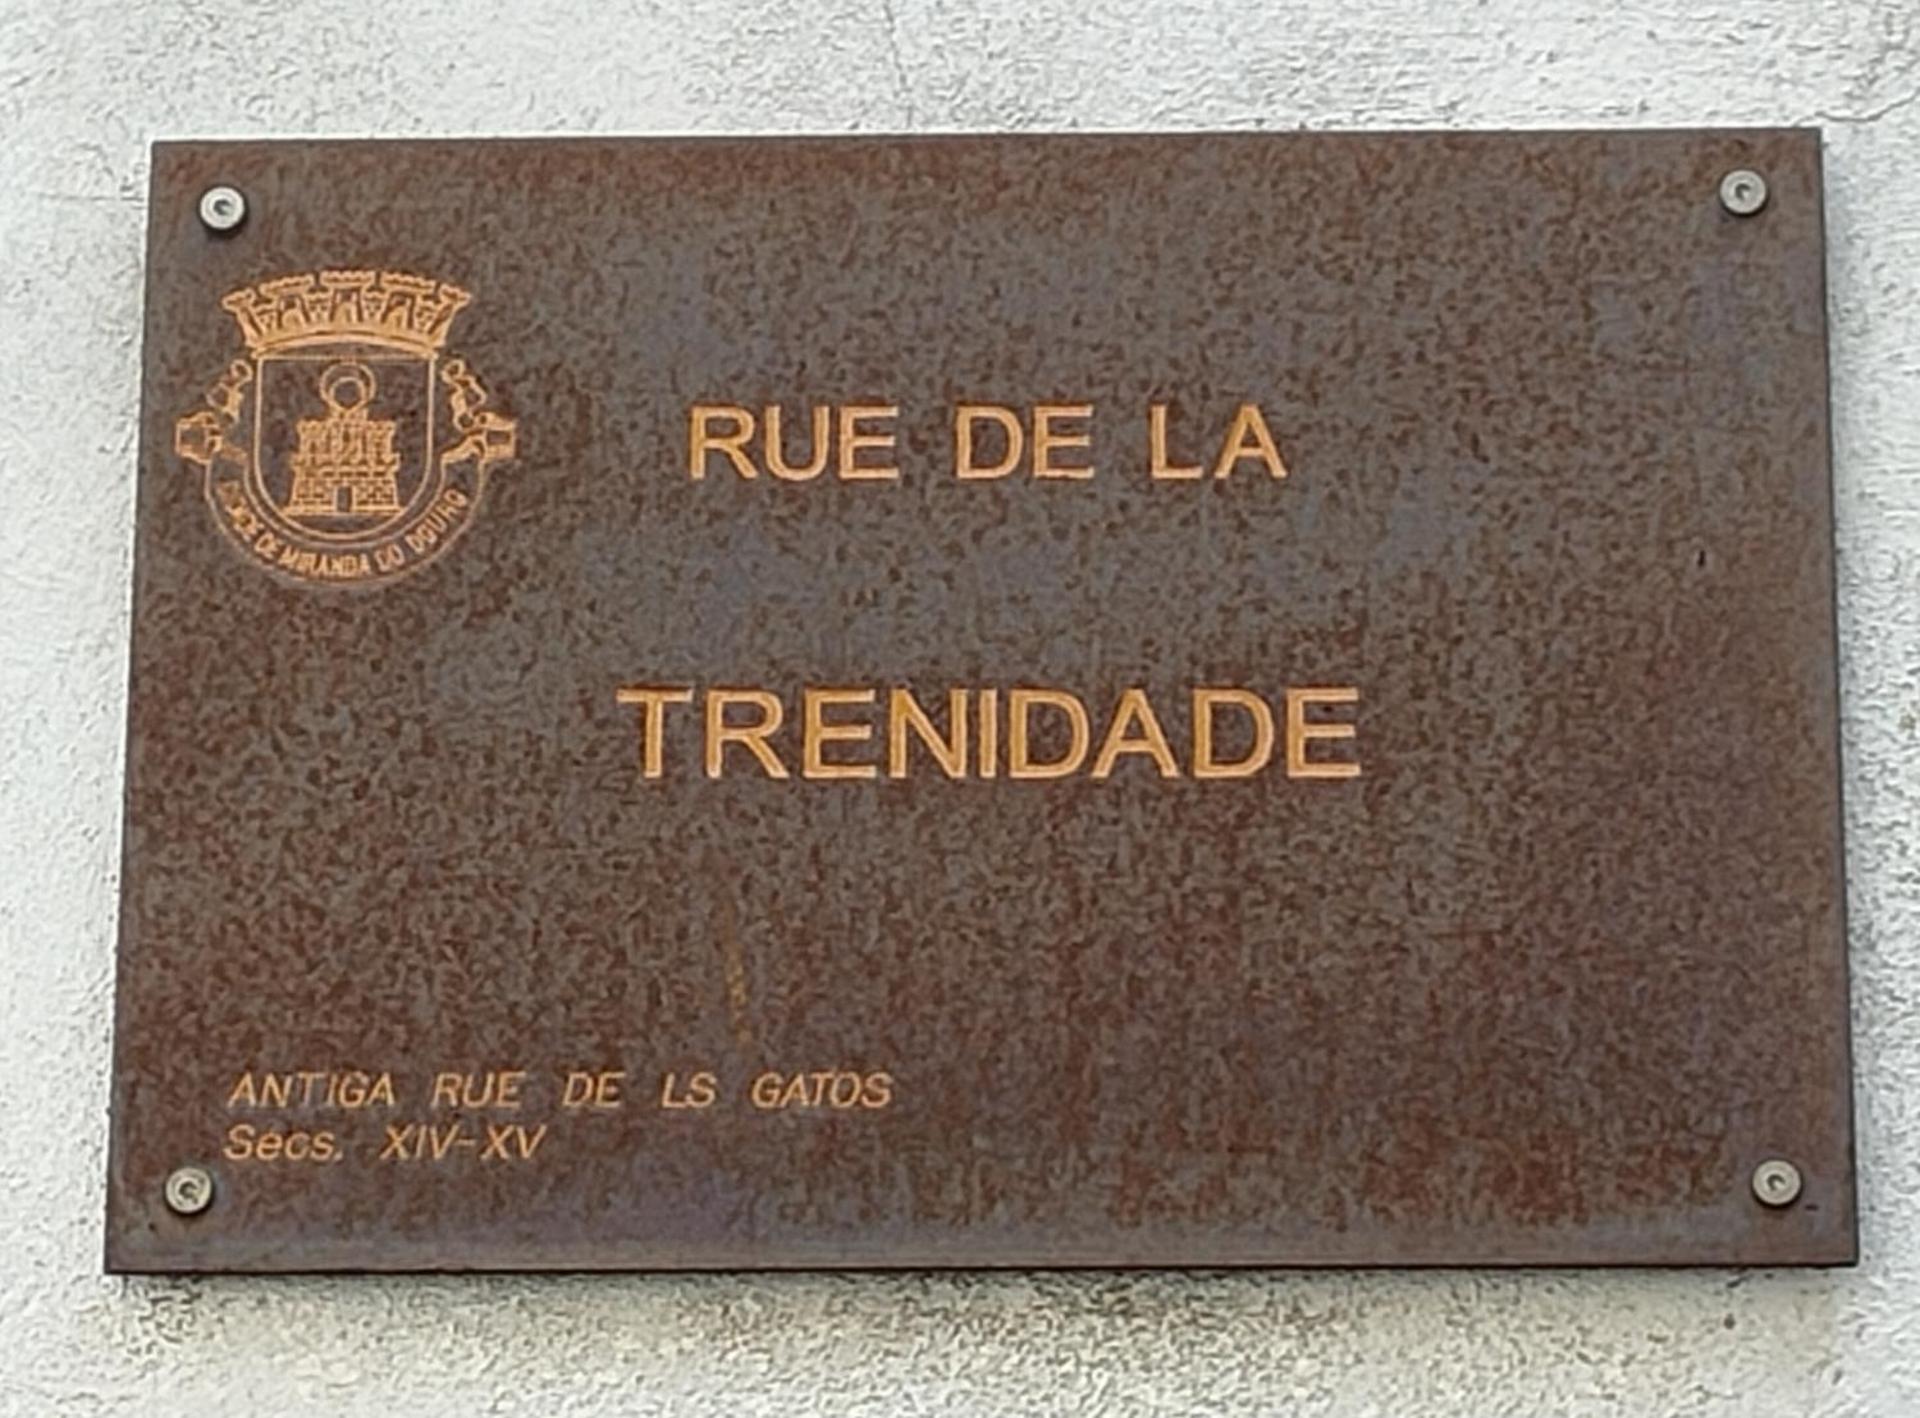 RUE DE LA
TRENIDADE
DE MIRANDA DO DOURO
ANTIGA RUE DE LS GATOS
Secs. XIV-XV